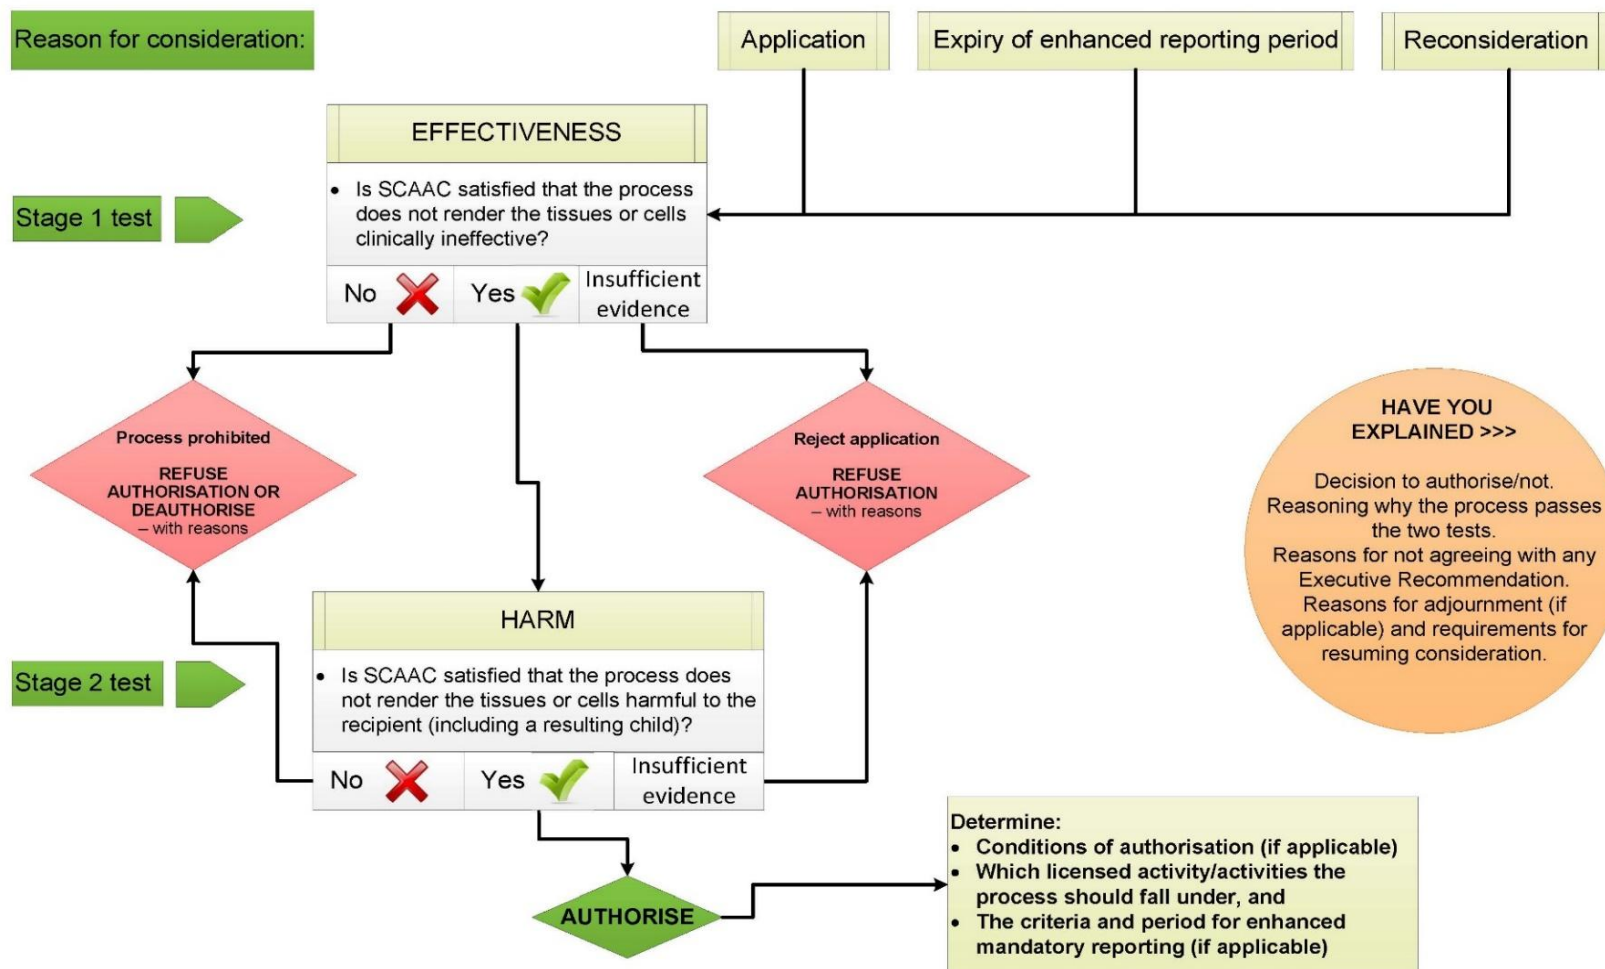 Reason for consideration:
Application
Expiry of enhanced reporting period
Reconsideration
EFFECTIVENESS
Stage 1 test
• Is SCAAC satisfied that the process
does not render the tissues or cells
clinically ineffective?
No
Yes
Insufficient
evidence
Process prohibited
REFUSE
AUTHORISATION OR
DEAUTHORISE
– with reasons
Reject application
REFUSE
AUTHORISATION
– with reasons
HAVE YOU
EXPLAINED >>>
Decision to authorise/not.
Reasoning why the process passes
the two tests.
Reasons for not agreeing with any
Executive Recommendation.
Reasons for adjournment (if
applicable) and requirements for
resuming consideration.
HARM
Stage 2 test
• Is SCAAC satisfied that the process does
not render the tissues or cells harmful to the
recipient (including a resulting child)?
No
Yes
Insufficient
evidence
AUTHORISE
Determine:
• Conditions of authorisation (if applicable)
• Which licensed activity/activities the
process should fall under, and
• The criteria and period for enhanced
mandatory reporting (if applicable)